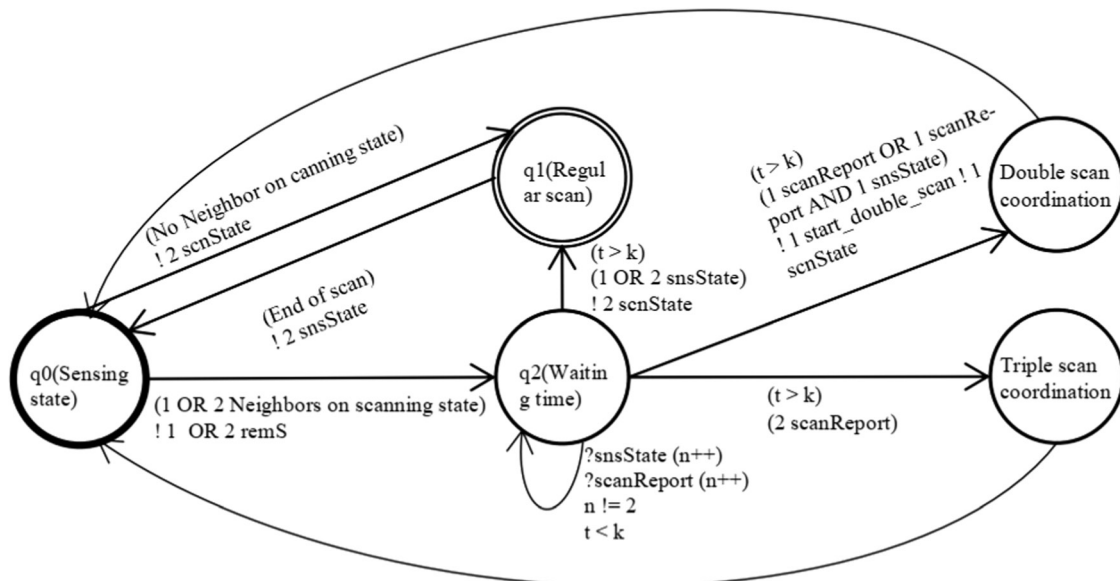 (No Neighbor on canning state)
! 2 scnState
q1(Regul
ar scan)
(t > k)
(1 scanReport OR 1 scanRe-
port AND 1 snsState)
! 1 start_double_scan ! 1
scnState
Double scan
coordination
(End of scan)
! 2 snsState
(t > k)
(1 OR 2 snsState)
! 2 scnState
q0(Sensing
state)
(1 OR 2 Neighbors on scanning state)
! 1 OR 2 remS
q2(Waitin
g time)
(t > k)
(2 scanReport)
Triple scan
coordination
?snsState (n++)
?scanReport (n++)
n != 2
t < k